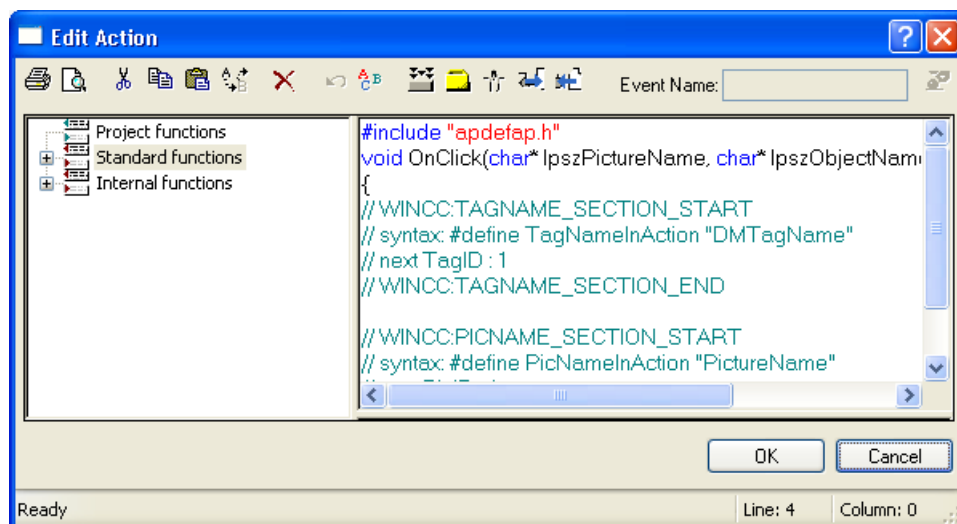 Edit Action
Event Name:
Project functions
Standard functions
Internal functions
#include "apdefap.h"
void OnClick(char* lpszPictureName, char* lpszObjectNam
{
// WINCC:TAGNAME_SECTION_START
// syntax: #define TagNameInAction "DMTagName"
// next TagID : 1
// WINCC:TAGNAME_SECTION_END
// WINCC:PICNAME_SECTION_START
// syntax: #define PicNameInAction "PictureName"
OK
Cancel
Ready
Line: 4
Column: 0